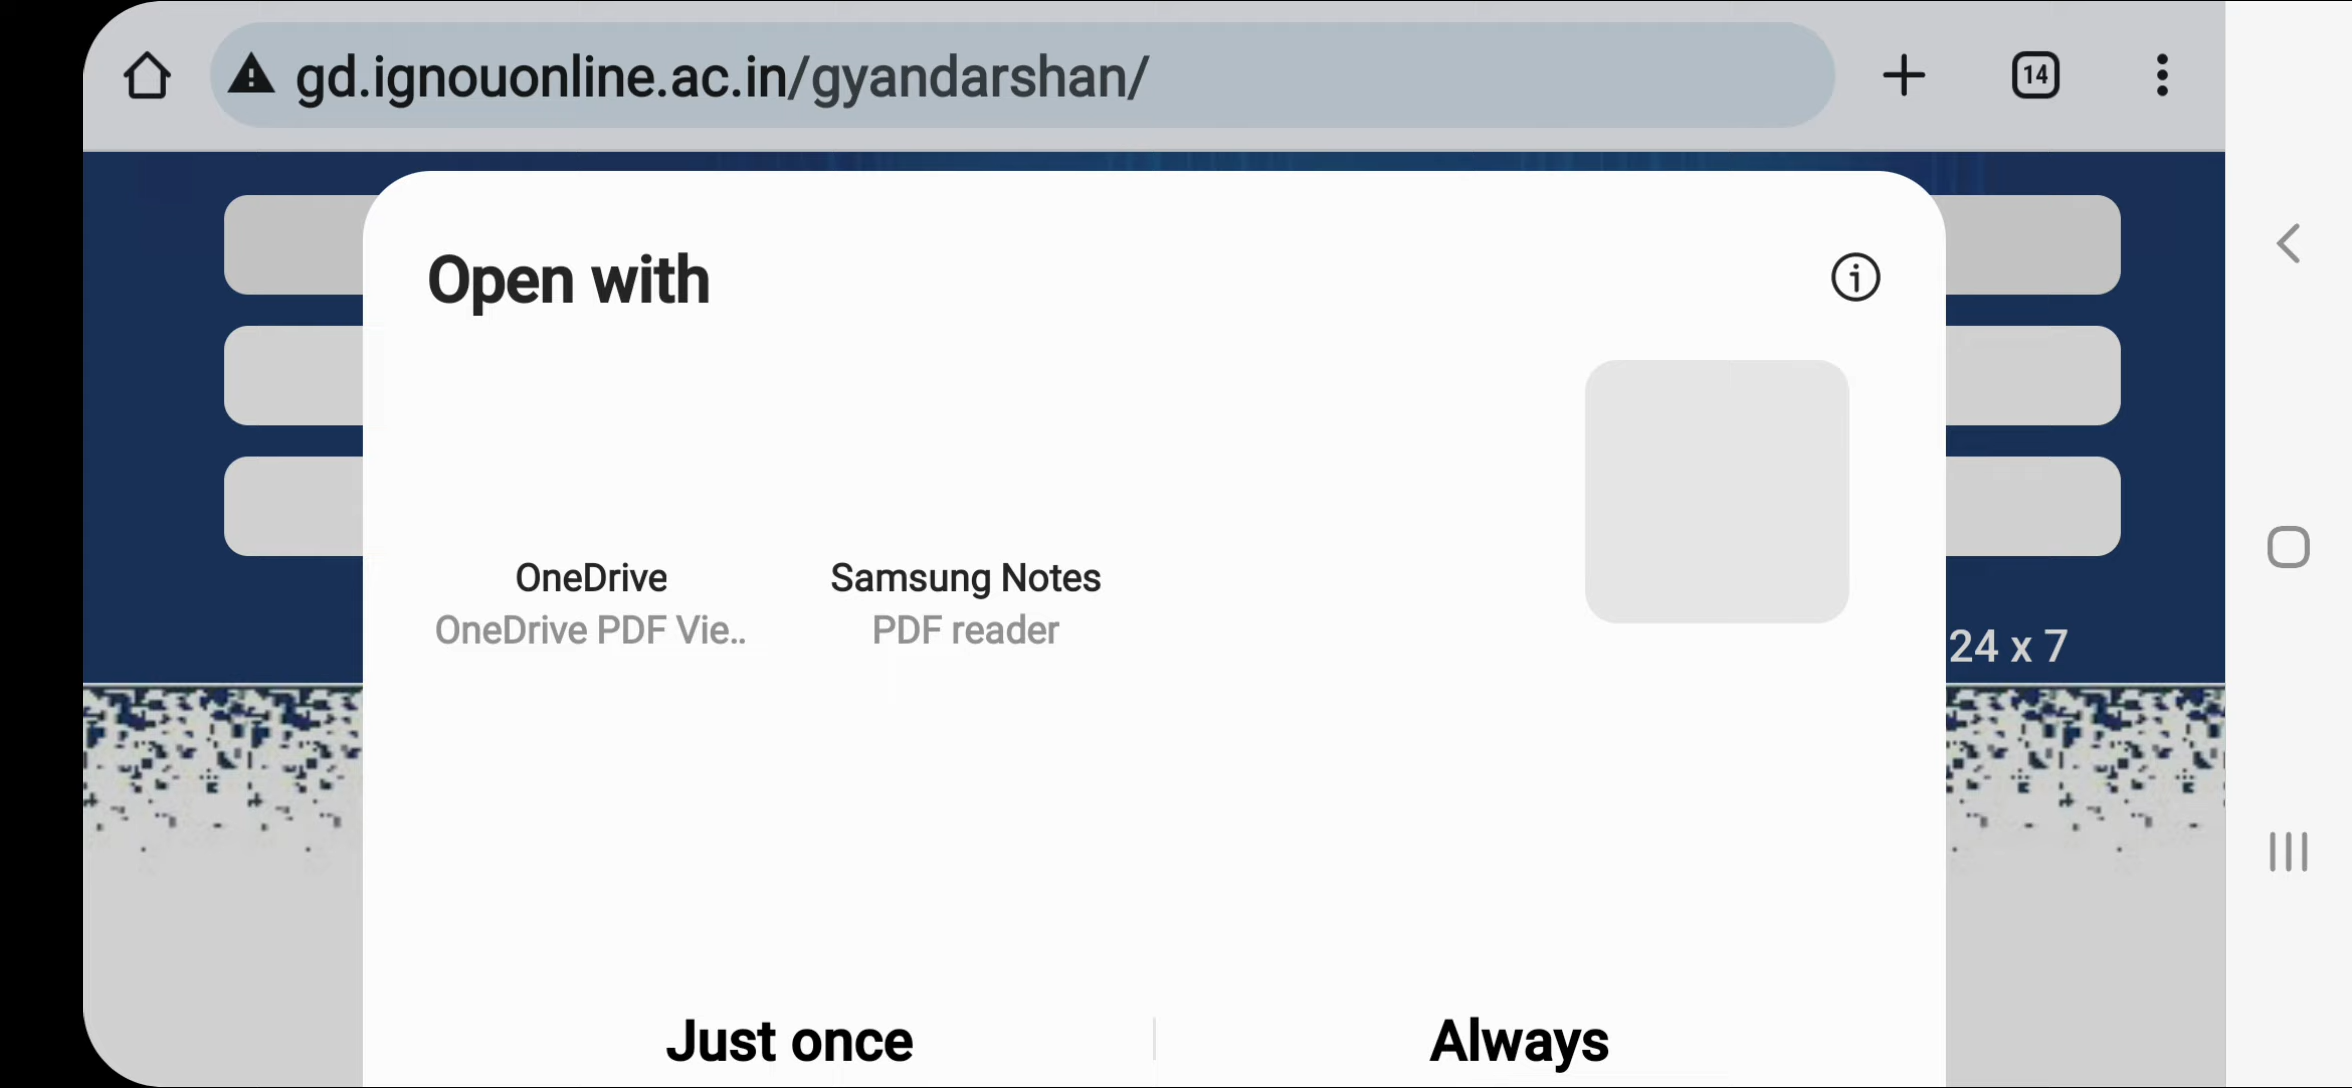 gd.ignouonline.ac.in/gyandarshan/
14
Open with
OneDrive
OneDrive PDF Vie..
Samsung Notes
PDF reader
24 x 7
Just once
Always